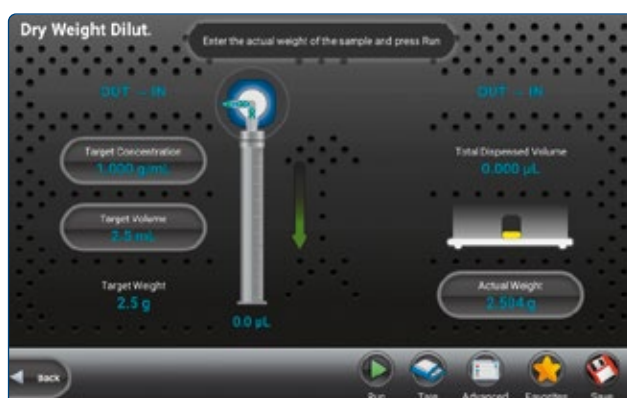 Dry Weight Dilut.
Enter the actual weight of the sample and press Run
OUT → IN
OUT → IN
Target Concentration
1.000 g/mL
Total Dispensed Volume
0.000 µL
Target Volume
2.5 mL
Target Weight
2.5 g
Actual Weight
2.504 g
0.0 µL
BACK
Run
Tare
Advanced
Favorites
Save